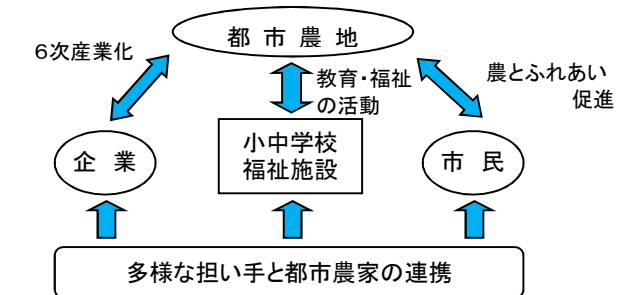 都市農地
6次産業化
教育・福祉
の活動
農とふれあい
促進
企業
小中学校
福祉施設
市民
多様な担い手と都市農家の連携